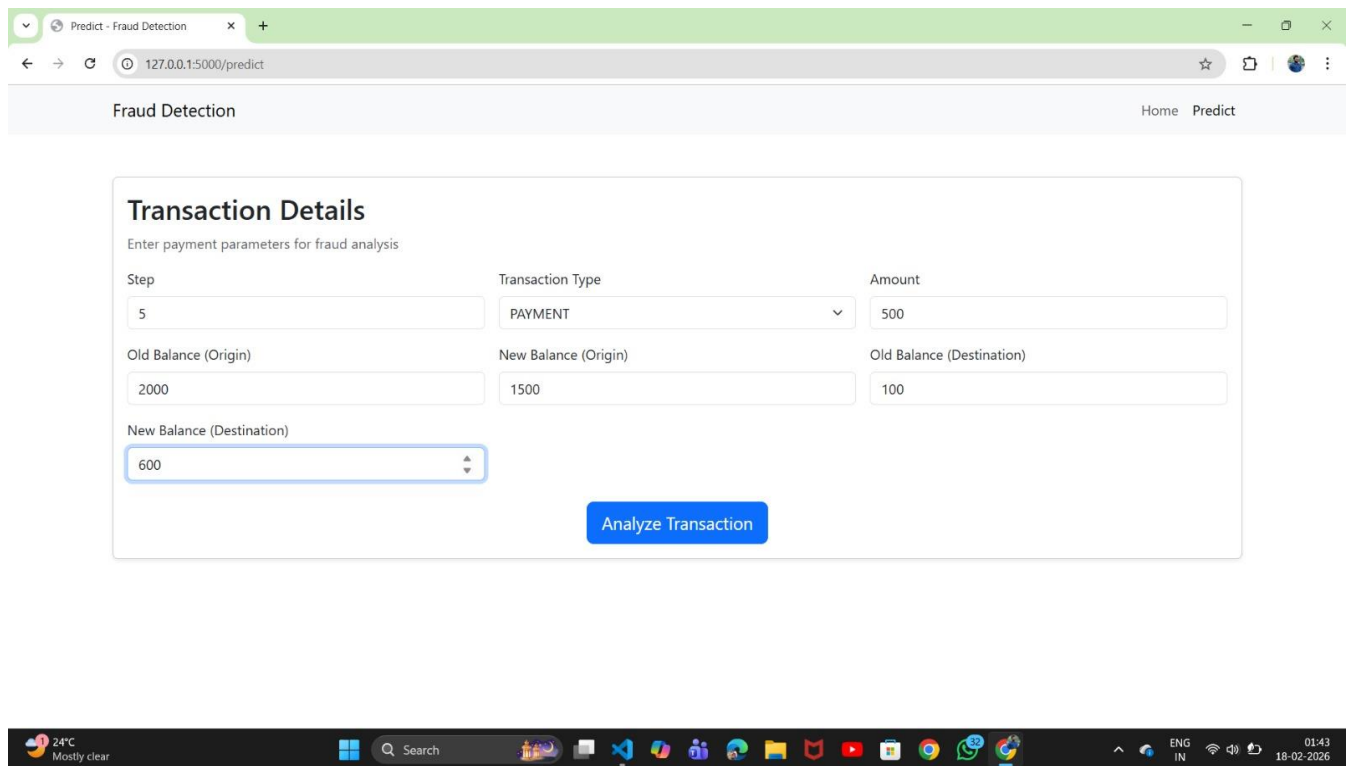 Predict - Fraud Detection
127.0.0.1:5000/predict
Fraud Detection
Home Predict
Transaction Details
Enter payment parameters for fraud analysis
Step Transaction Type Amount
5 PAYMENT 500
Old Balance (Origin) New Balance (Origin) Old Balance (Destination)
2000 1500 100
New Balance (Destination)
600
Analyze Transaction
1 24°C
Mostly clear
Search
32
ENG
IN
01:43
18-02-2026